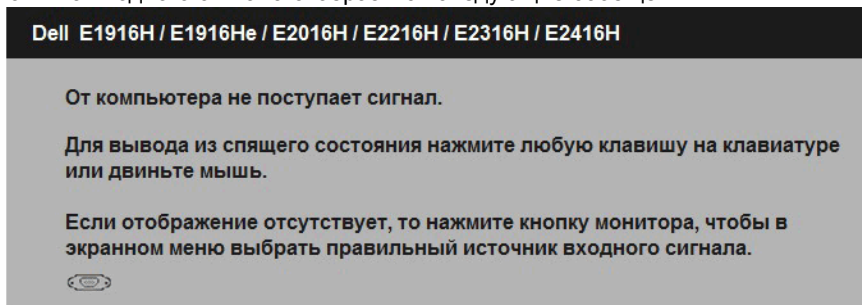 Dell E1916H / E1916He / E2016H / E2216H / E2316H / E2416H
От компьютера не поступает сигнал.
Для вывода из спящего состояния нажмите любую клавишу на клавиатуре
или двиньте мышь.
Если отображение отсутствует, то нажмите кнопку монитора, чтобы в
экранном меню выбрать правильный источник входного сигнала.